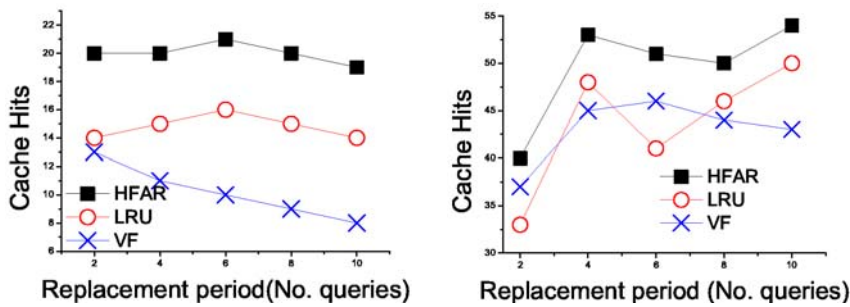 22
20
18
16
14
12
10
8
6
Cache Hits
HFAR
LRU
VF
2 4 6 8 10
Replacement period(No. queries)
55
50
45
40
35
30
Cache Hits
HFAR
LRU
VF
2 4 6 8 10
Replacement period (No. queries)